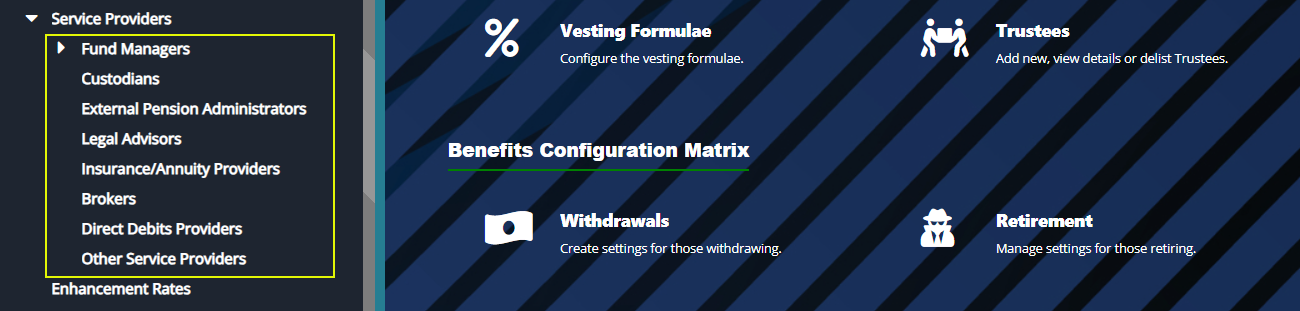 Service Providers
Fund Managers
Custodians
External Pension Administrators
Legal Advisors
Insurance/Annuity Providers
Brokers
Direct Debits Providers
Other Service Providers
Enhancement Rates
Vesting Formulae
Configure the vesting formulae.
Trustees
Add new, view details or delist Trustees.
Benefits Configuration Matrix
Withdrawals
Create settings for those withdrawing.
Retirement
Manage settings for those retiring.